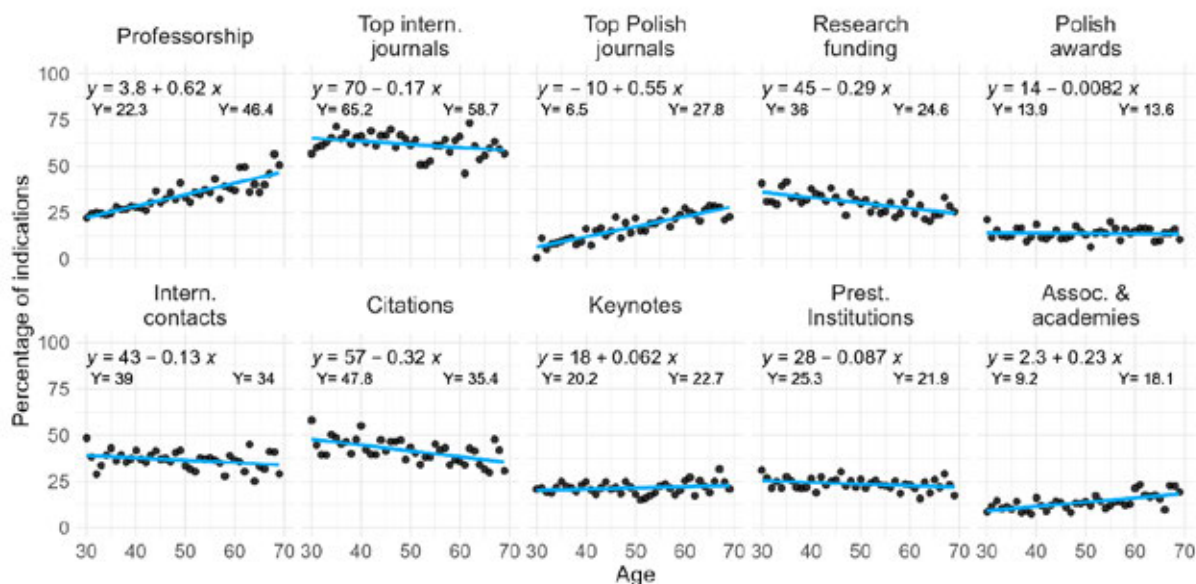 Professorship
Top intern.
journals
Top Polish
journals
Research
funding
Polish
awards
100
75
50
25
0
y = 3.8 + 0.62 x
Y= 22.3 Y= 46.4
y = 70 – 0.17 x
Y= 65.2 Y= 58.7
y = – 10 + 0.55 x
Y= 6.5 Y= 27.8
y = 45 – 0.29 x
Y= 36 Y= 24.6
y = 14 – 0.0082 x
Y= 13.9 Y= 13.6
Percentage of indications
Intern.
contacts
Citations
Keynotes
Prest.
Institutions
Assoc. &
academies
100
75
50
25
0
y = 43 – 0.13 x
Y= 39 Y= 34
y = 57 – 0.32 x
Y= 47.8 Y= 35.4
y = 18 + 0.062 x
Y= 20.2 Y= 22.7
y = 28 – 0.087 x
Y= 25.3 Y= 21.9
y = 2.3 + 0.23 x
Y= 9.2 Y= 18.1
30 40 50 60 70 30 40 50 60 70 30 40 50 60 70 30 40 50 60 70 30 40 50 60 70
Age